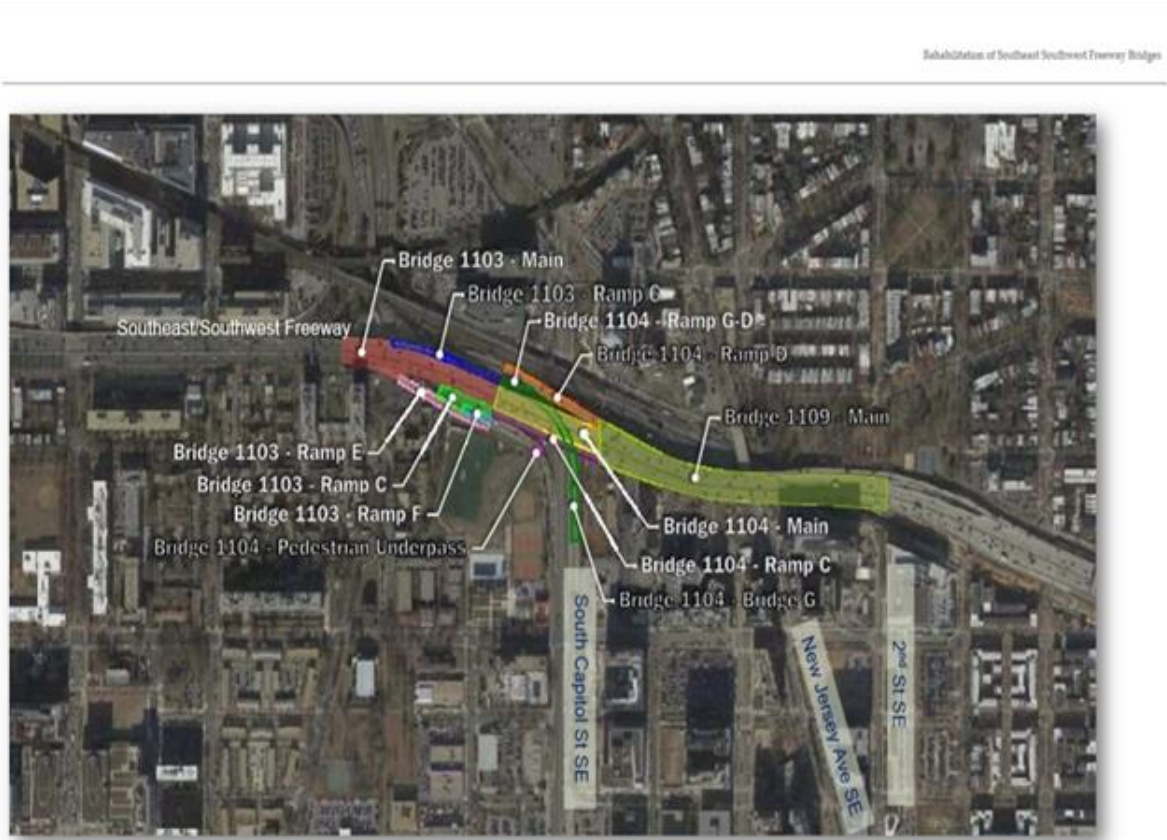 Rehabilitation of Southeast Southwest Freeway Bridges
Bridge 1103 - Main
Bridge 1103 - Ramp
Bridge 1104 - Ramp G-D
Southeast/Southwest Freeway
Bridge 1104 - Ramp D
Bridge 1109 - Main
Bridge 1103 - Ramp E
Bridge 1103 - Ramp C
Bridge 1103 - Ramp F
Bridge 1104 - Main
Bridge 1104 - Pedestrian Underpass
Bridge 1104 - Ramp C
Bridge 1104 - Bridge G
South Capitol St SE
New Jersey Ave SE
2nd St SE